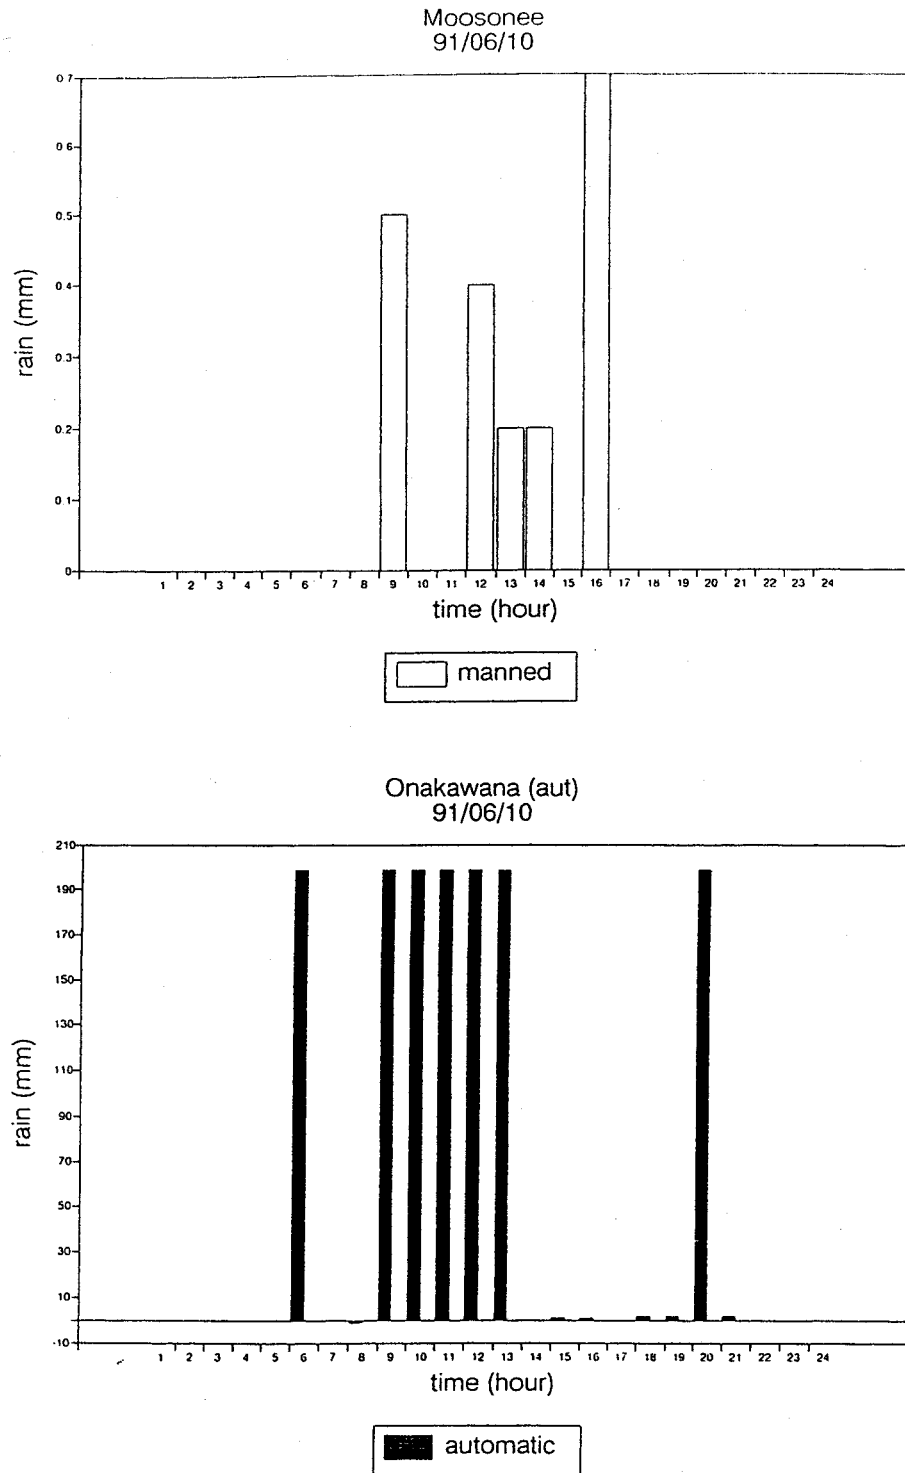 Moosonee
91/06/10
0.7
0.6
0.5
0.4
0.3
0.2
0.1
0
rain (mm)
1 2 3 4 5 6 7 8 9 10 11 12 13 14 15 16 17 18 19 20 21 22 23 24
time (hour)
manned
Onakawana (aut)
91/06/10
210
190
170
150
130
110
90
70
50
30
10
-10
rain (mm)
1 2 3 4 5 6 7 8 9 10 11 12 13 14 15 16 17 18 19 20 21 22 23 24
time (hour)
automatic